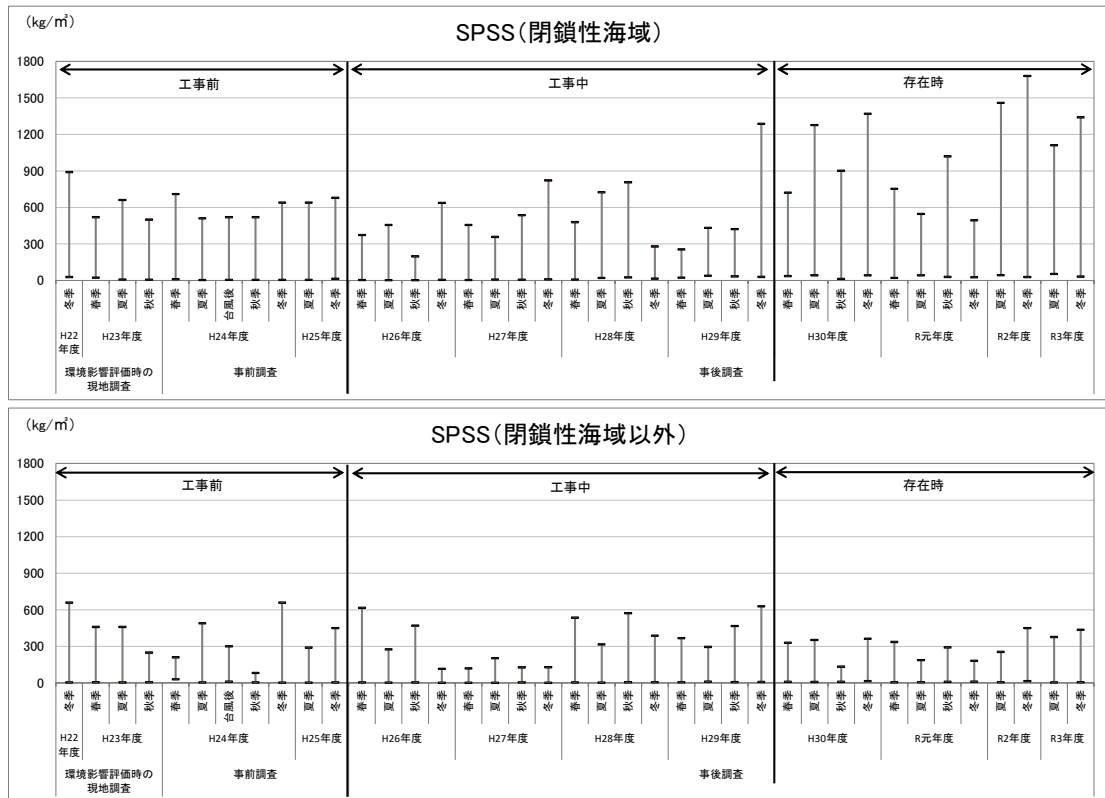 (kg/㎥)
SPSS(閉鎖性海域)
1800
1500
1200
900
600
300
0
工事前
工事中
存在時
冬季 春季 夏季 秋季 春季 夏季 台風後 秋季 冬季 夏季 冬季 春季 夏季 秋季 冬季 春季 夏季 秋季 冬季 春季 夏季 秋季 冬季 春季 夏季 秋季 冬季 春季 夏季 秋季 冬季 春季 夏季 秋季 冬季 夏季 冬季 夏季 冬季
H22年度 H23年度 H24年度 H25年度 H26年度 H27年度 H28年度 H29年度 H30年度 R元年度 R2年度 R3年度
環境影響評価時の
現地調査
事前調査
事後調査
(kg/㎥)
SPSS(閉鎖性海域以外)
1800
1500
1200
900
600
300
0
工事前
工事中
存在時
冬季 春季 夏季 秋季 春季 夏季 台風後 秋季 冬季 夏季 冬季 春季 夏季 秋季 冬季 春季 夏季 秋季 冬季 春季 夏季 秋季 冬季 春季 夏季 秋季 冬季 春季 夏季 秋季 冬季 春季 夏季 秋季 冬季 夏季 冬季 夏季 冬季
H22年度 H23年度 H24年度 H25年度 H26年度 H27年度 H28年度 H29年度 H30年度 R元年度 R2年度 R3年度
環境影響評価時の
現地調査
事前調査
事後調査